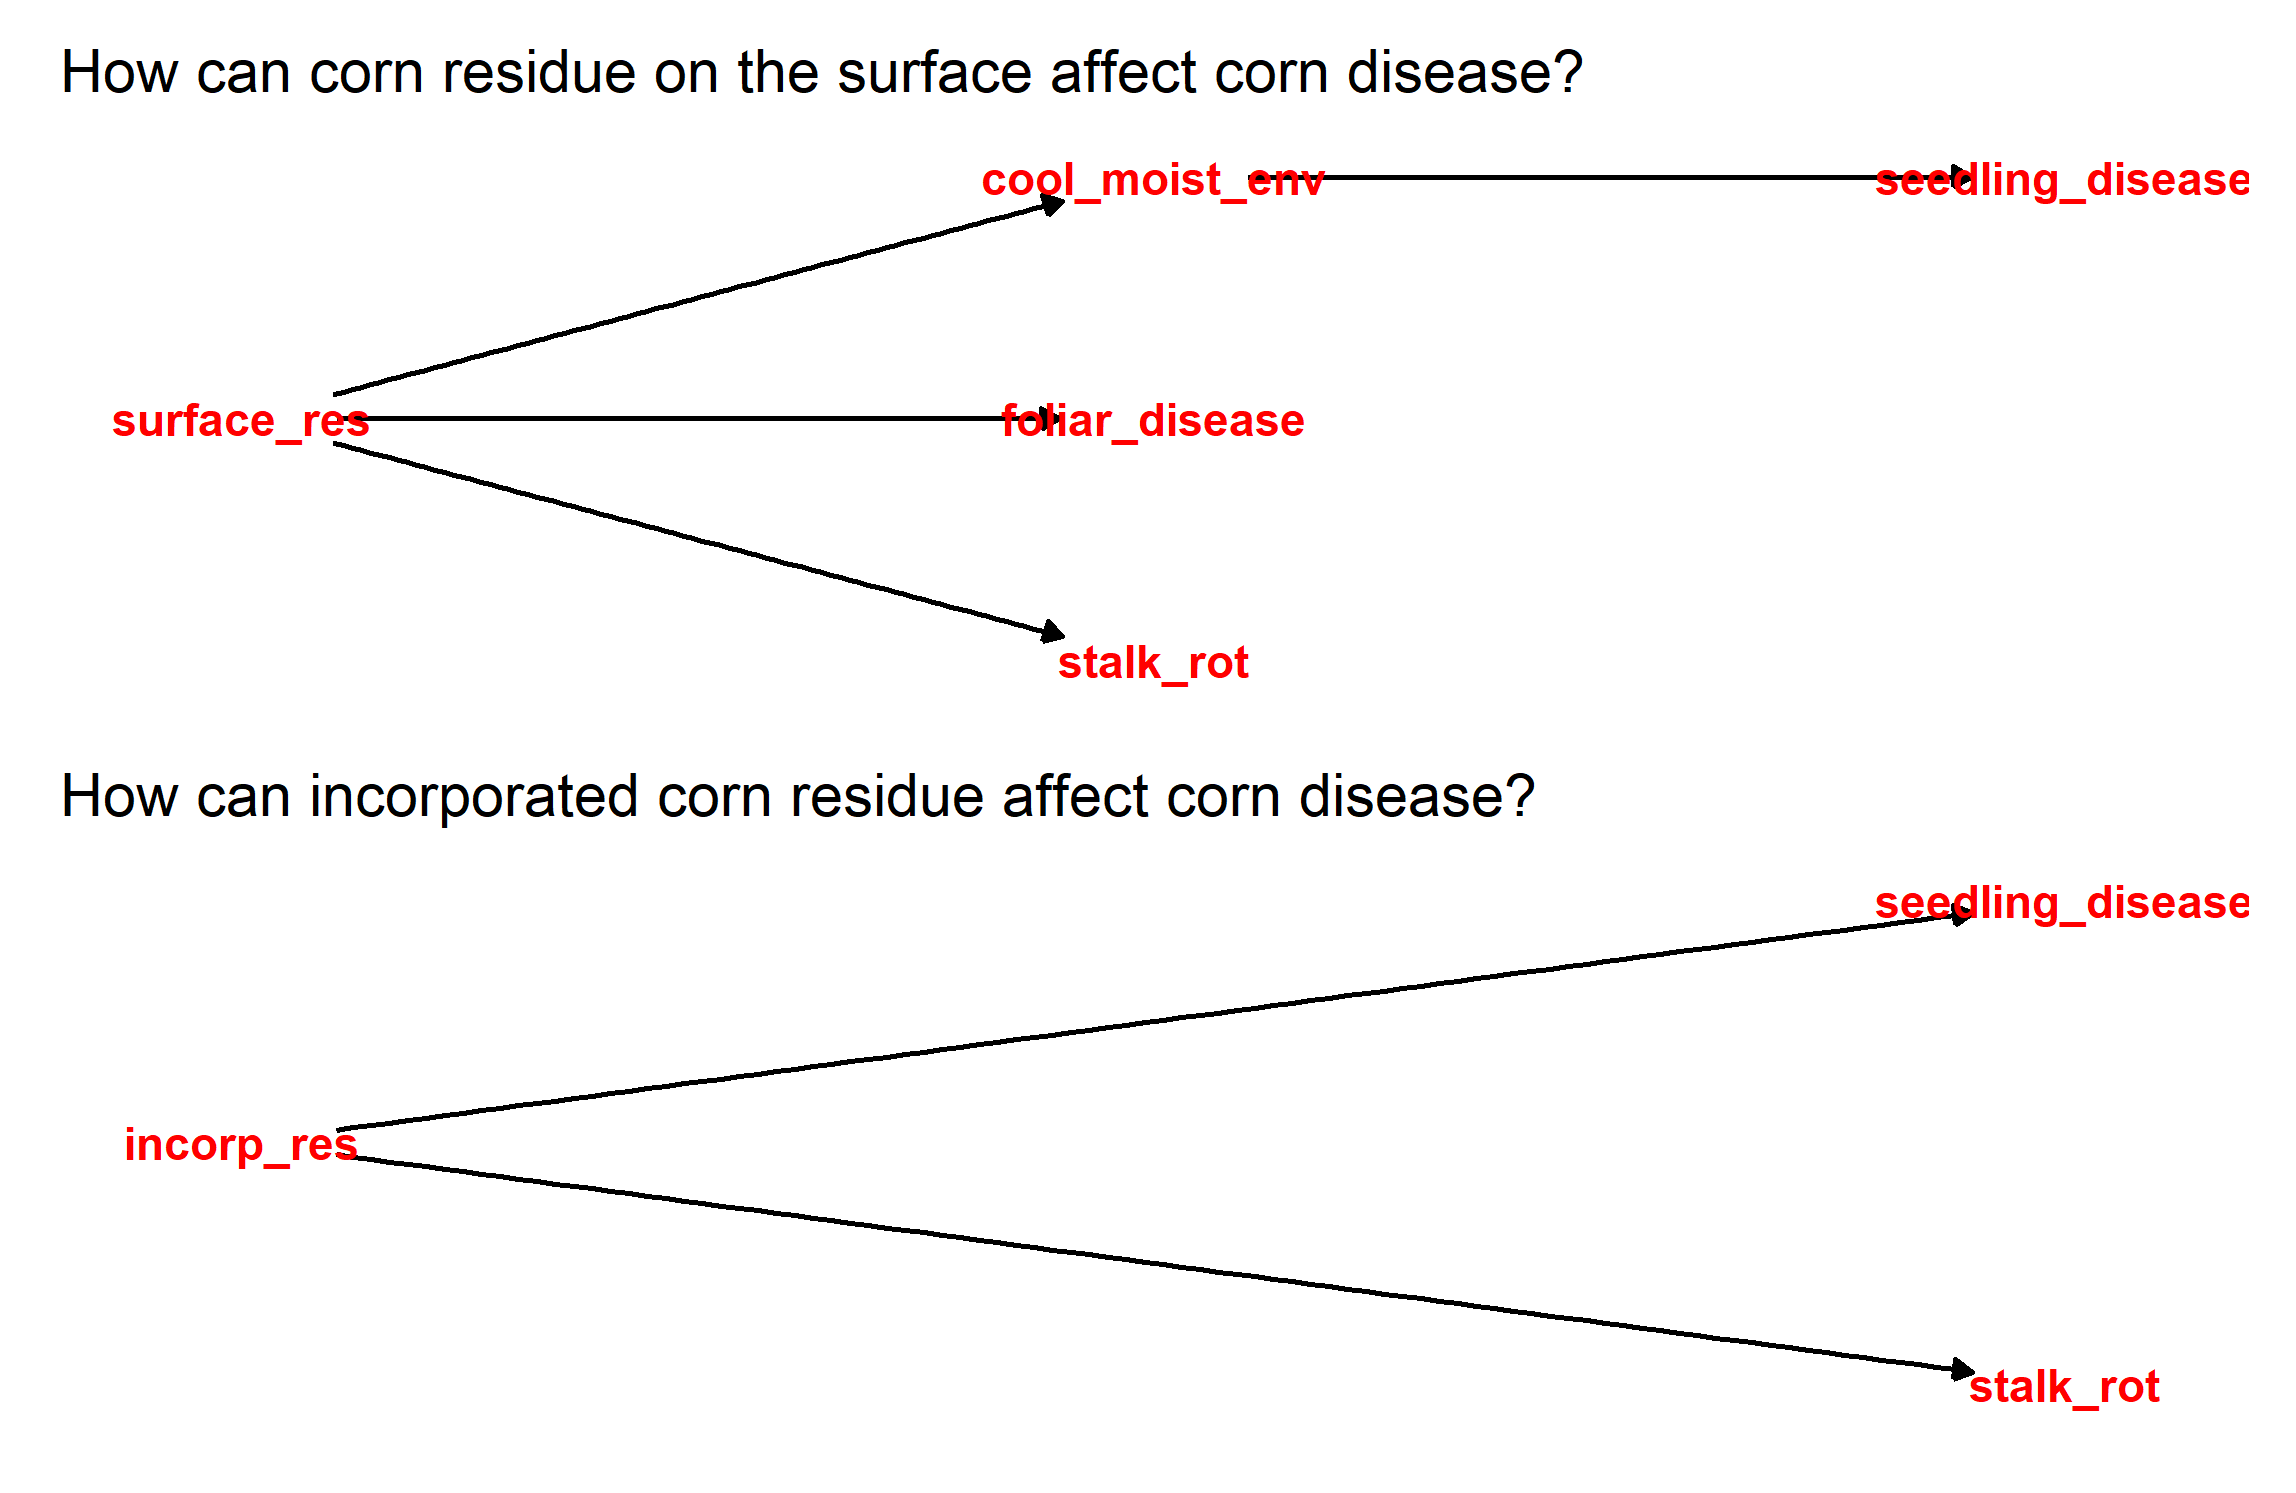 How can corn residue on the surface affect corn disease?
cool_moist_env seedling_disease
surface_res foliar_disease
stalk_rot
How can incorporated corn residue affect corn disease?
seedling_disease
incorp_res
stalk_rot